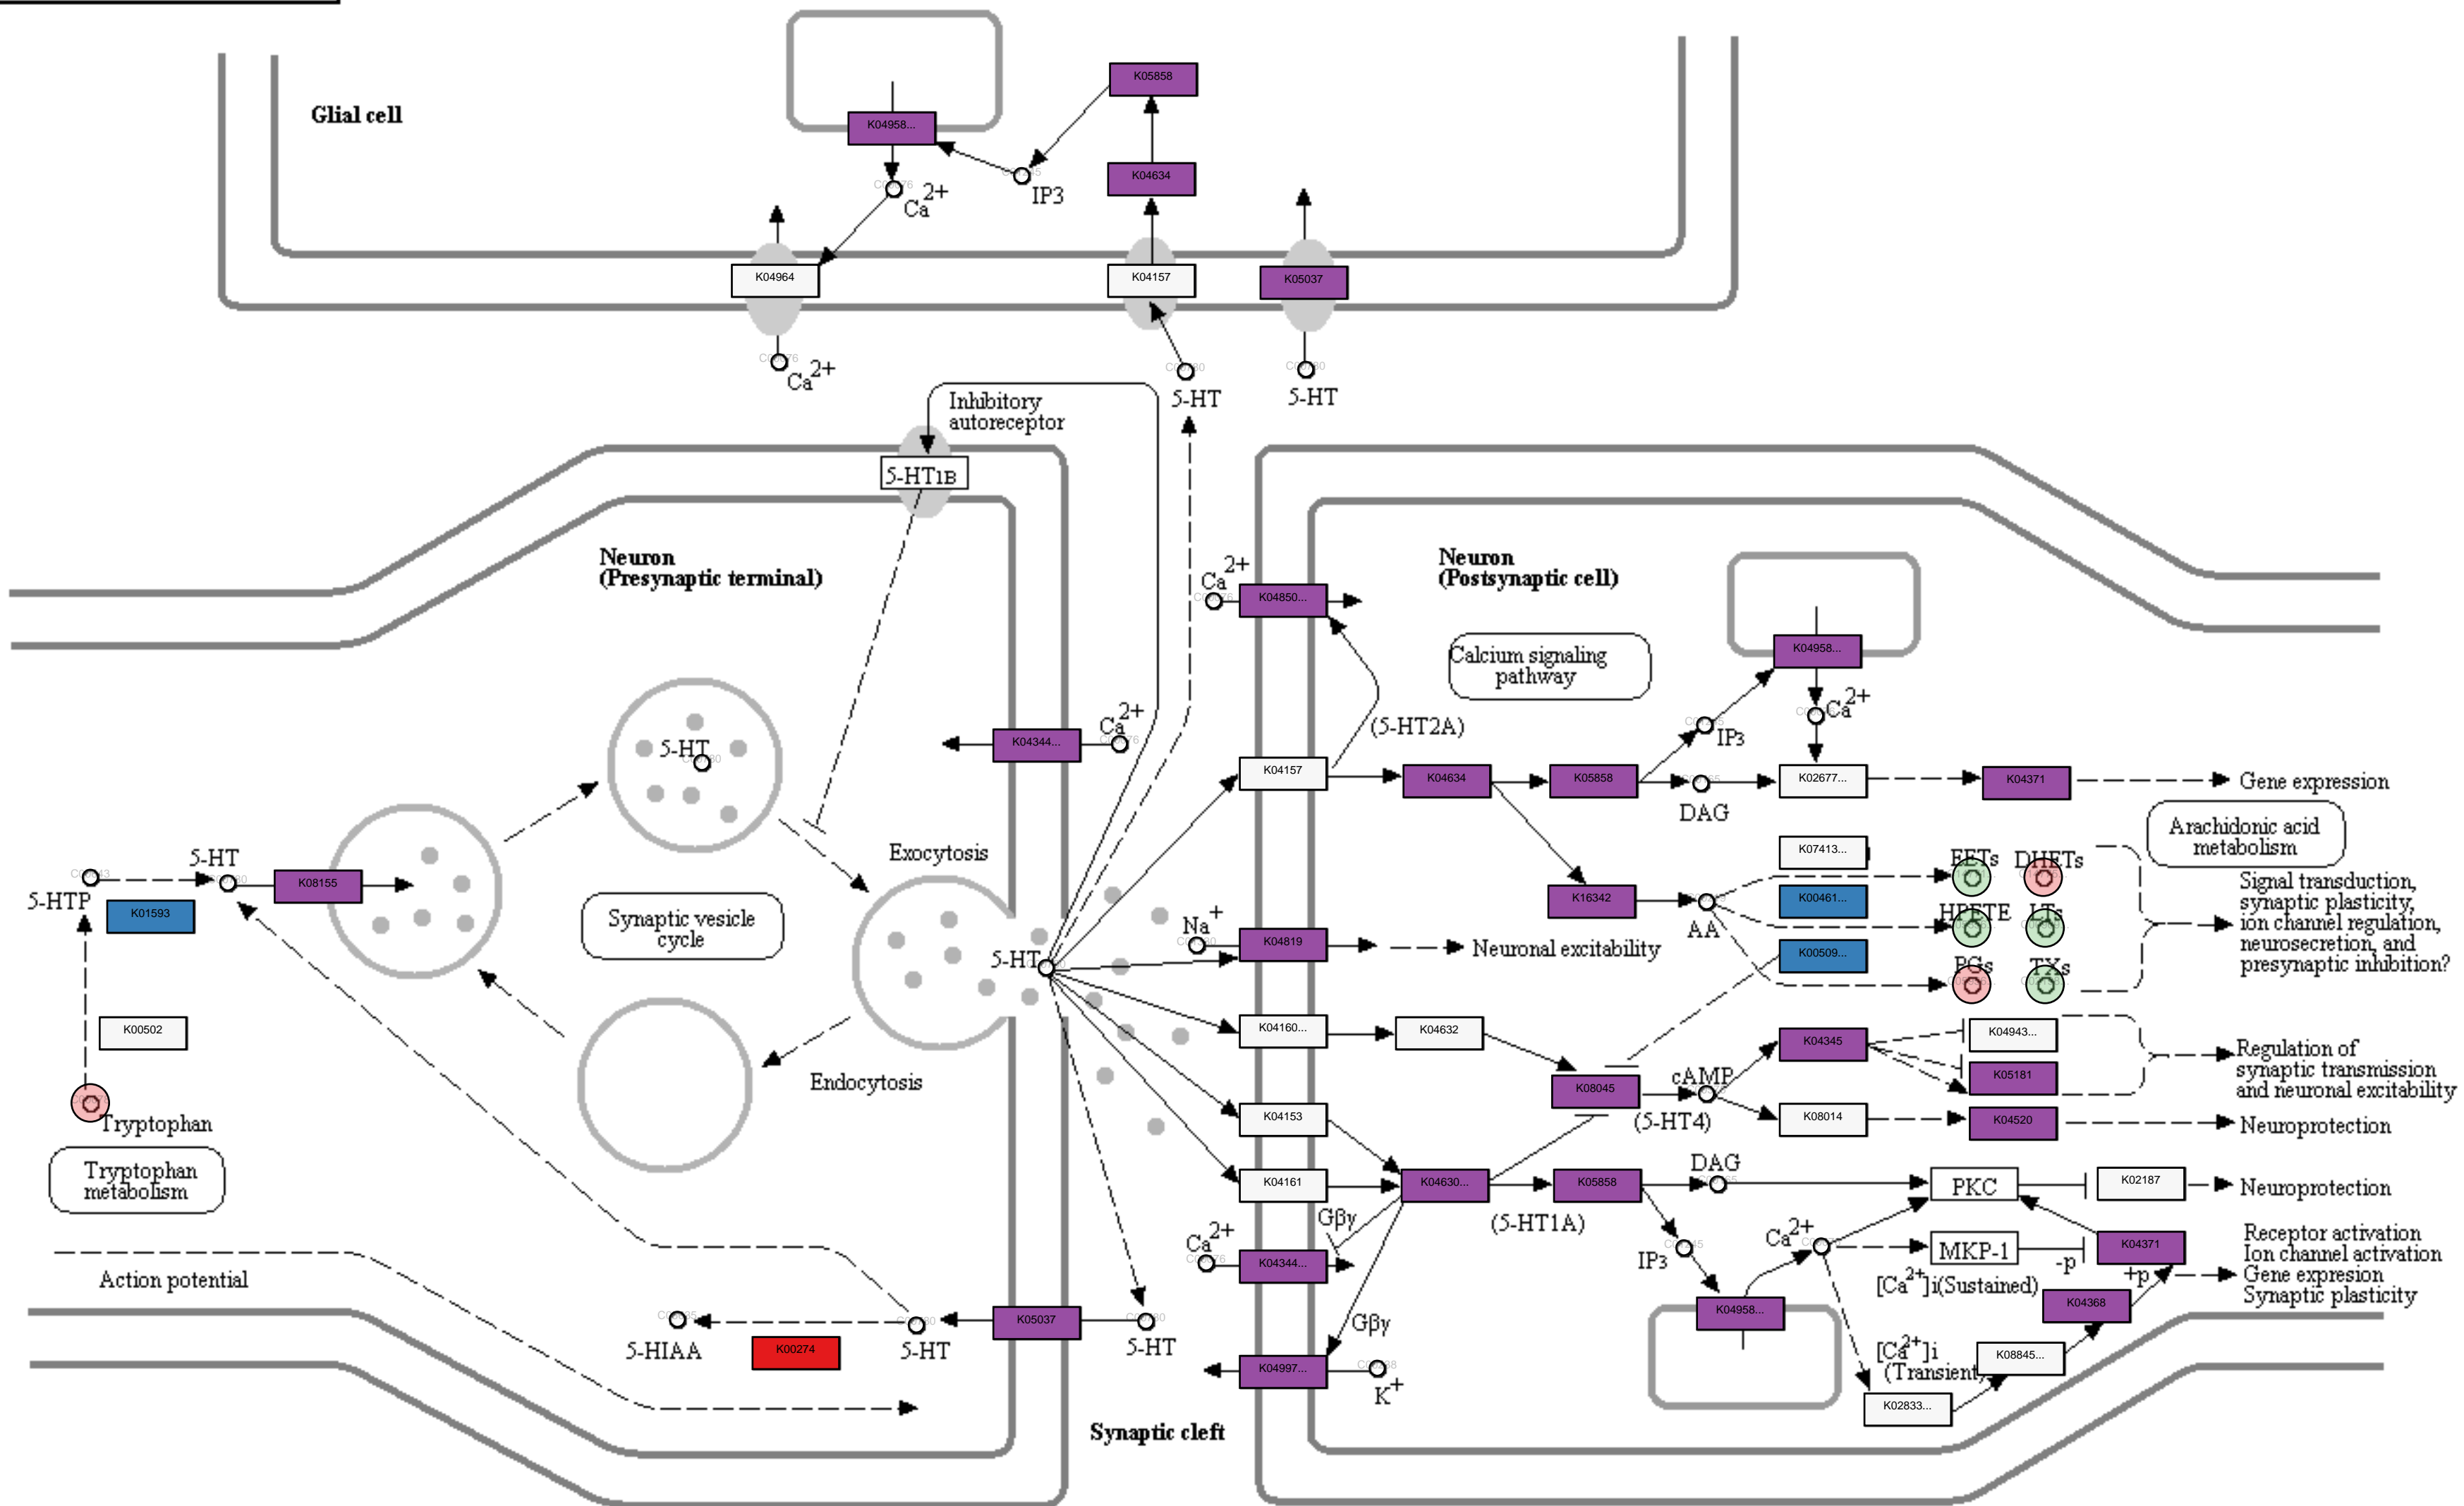 K05858
Glial cell
K04958...
K04634
IP3
Ca2+
K04964
K04157
K05037
Ca2+
5-HT
5-HT
Inhibitory
autoreceptor
5-HT1B
Neuron
(Presynaptic terminal)
Neuron
(Postsynaptic cell)
Ca2+
K04850...
Calcium signaling
pathway
K04958...
Ca2+
(5-HT2A)
IP3
5-HT
K04344...
Ca2+
K04157
K04634
K05858
DAG
K02677...
K04371
Gene expression
Arachidonic acid
metabolism
5-HTP
5-HT
K08155
K01593
Synaptic vesicle
cycle
Exocytosis
K07413...
EETs
DHETs
K16342
AA
K00461...
HPETE
LTs
K00509...
PGs
TXs
Signal transduction,
synaptic plasticity,
ion channel regulation,
neurosecretion, and
presynaptic inhibition?
Na+
K04819
Neuronal excitability
5-HT
K00502
Tryptophan
Tryptophan
metabolism
Endocytosis
K04160...
K04632
K08045
cAMP
(5-HT4)
K04345
K04943...
K05181
Regulation of
synaptic transmission
and neuronal excitability
K08014
K04520
Neuroprotection
K04153
K04161
K04630...
K05858
(5-HT1A)
DAG
PKC
K02187
Neuroprotection
Gβγ
Ca2+
K04344...
IP3
Ca2+
MKP-1
K04371
-p
+p
[Ca2+]i(Sustained)
K04368
Receptor activation
Ion channel activation
Gene expresion
Synaptic plasticity
K04958...
[Ca2+]i
(Transient)
K08845...
K02833...
Gβγ
K04997...
K+
Action potential
5-HIAA
K00274
5-HT
K05037
5-HT
Synaptic cleft